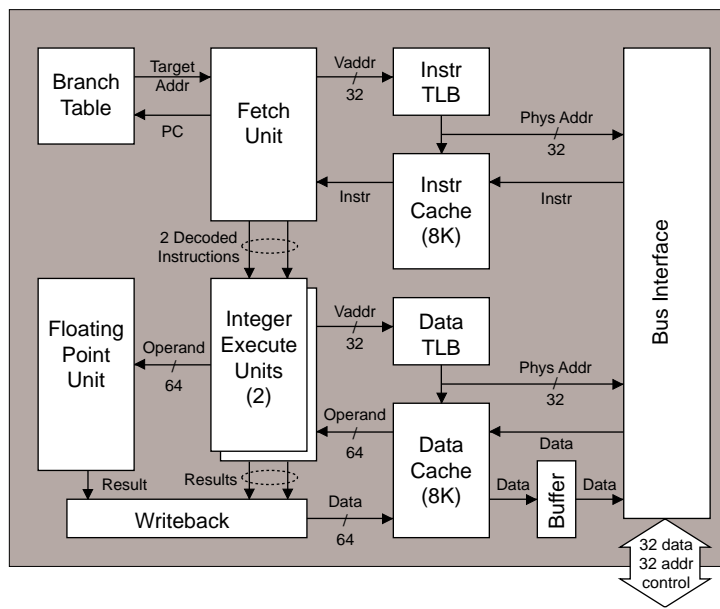 Branch
Table
Target
Addr
PC
Fetch
Unit
Vaddr
32
Instr
TLB
Phys Addr
32
Instr
Instr
Cache
(8K)
Instr
Bus Interface
2 Decoded
Instructions
Floating
Point
Unit
Operand
64
Integer
Execute
Units
(2)
Vaddr
32
Data
TLB
Phys Addr
32
Operand
64
Data
Cache
(8K)
Data
Data
Buffer
Data
Result
Results
Writeback
Data
64
32 data
32 addr
control